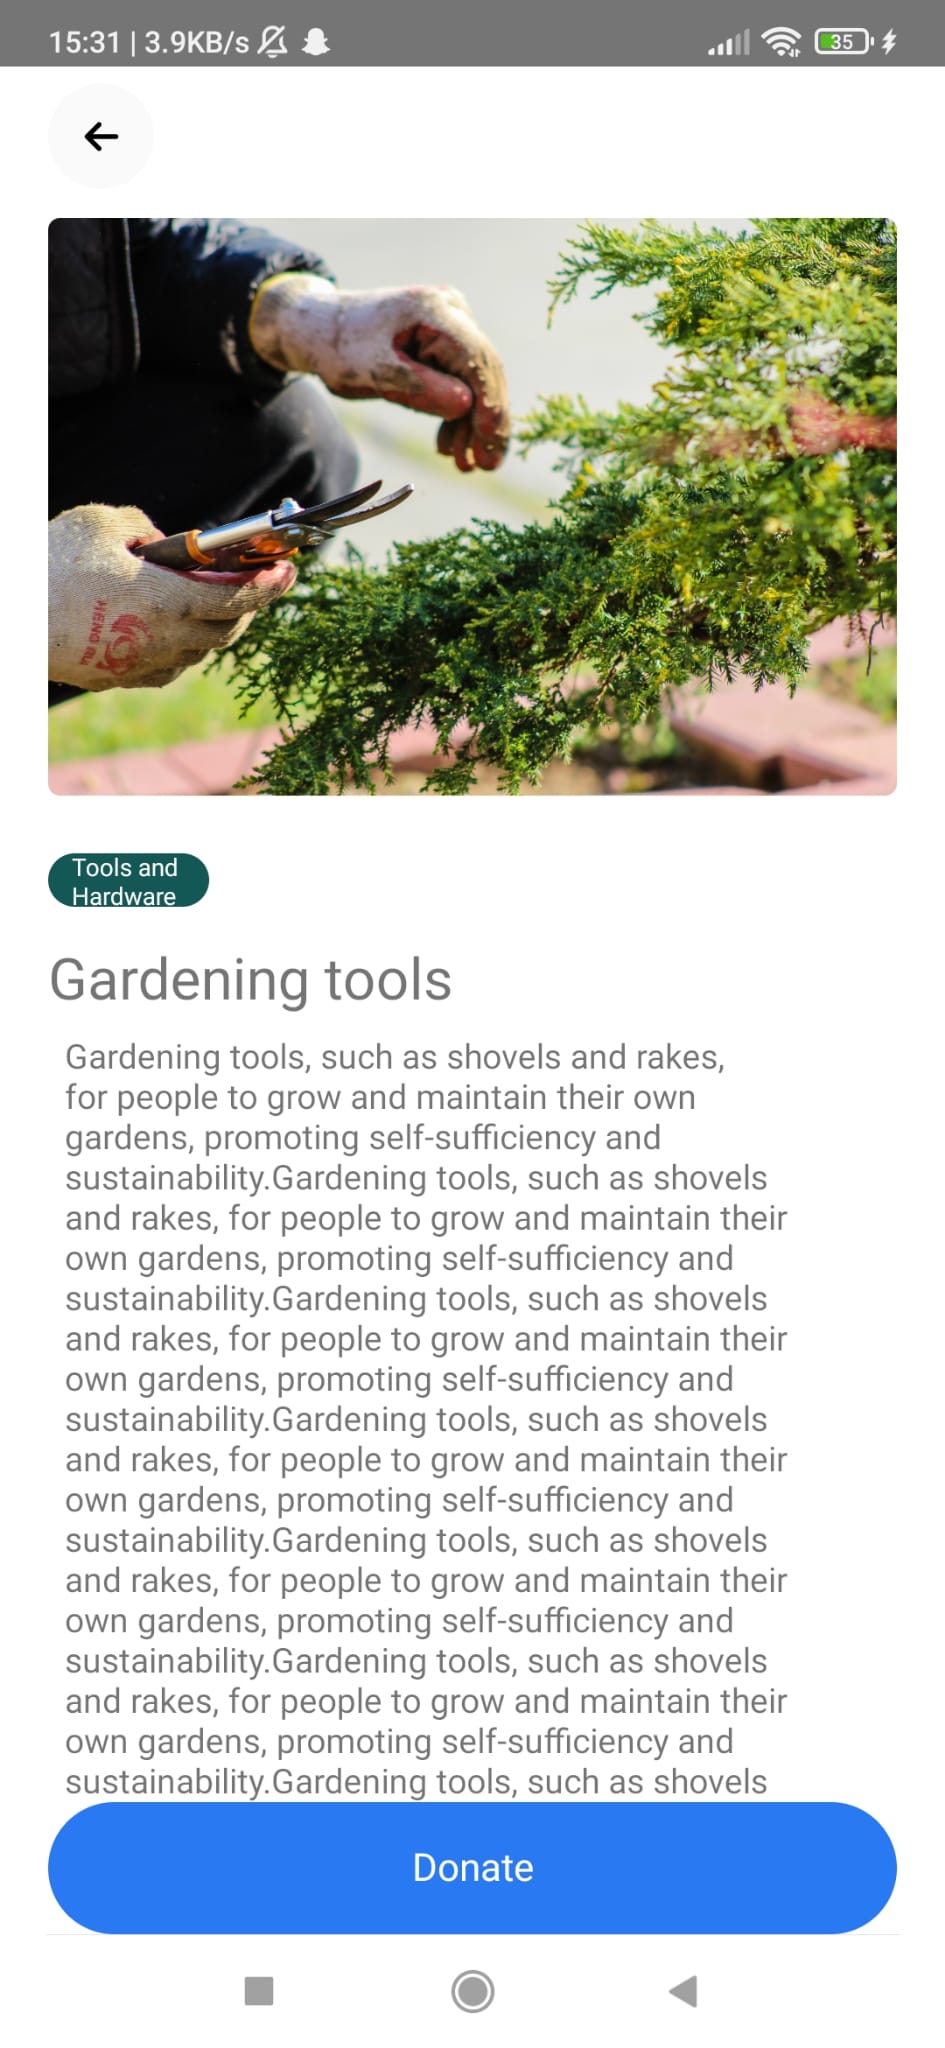 15:31 | 3.9KB/s
35
HENG RUI
Tools and
Hardware
Gardening tools
Gardening tools, such as shovels and rakes,
for people to grow and maintain their own
gardens, promoting self-sufficiency and
sustainability.Gardening tools, such as shovels
and rakes, for people to grow and maintain their
own gardens, promoting self-sufficiency and
sustainability.Gardening tools, such as shovels
and rakes, for people to grow and maintain their
own gardens, promoting self-sufficiency and
sustainability.Gardening tools, such as shovels
and rakes, for people to grow and maintain their
own gardens, promoting self-sufficiency and
sustainability.Gardening tools, such as shovels
and rakes, for people to grow and maintain their
own gardens, promoting self-sufficiency and
sustainability.Gardening tools, such as shovels
and rakes, for people to grow and maintain their
own gardens, promoting self-sufficiency and
sustainability.Gardening tools, such as shovels
Donate